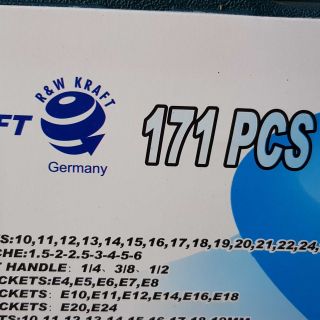 R&W KRAFT
FT
Germany
171 PCS
S:10,11,12,13,14,15,16,17,18,19,20,21,22,24,
CHE:1.5-2-2.5-3-4-5-6
T HANDLE: 1/4、3/8、1/2
CKETS:E4,E5,E6,E7,E8
CKETS: E10,E11,E12,E14,E16,E18
CKETS: E20,E24